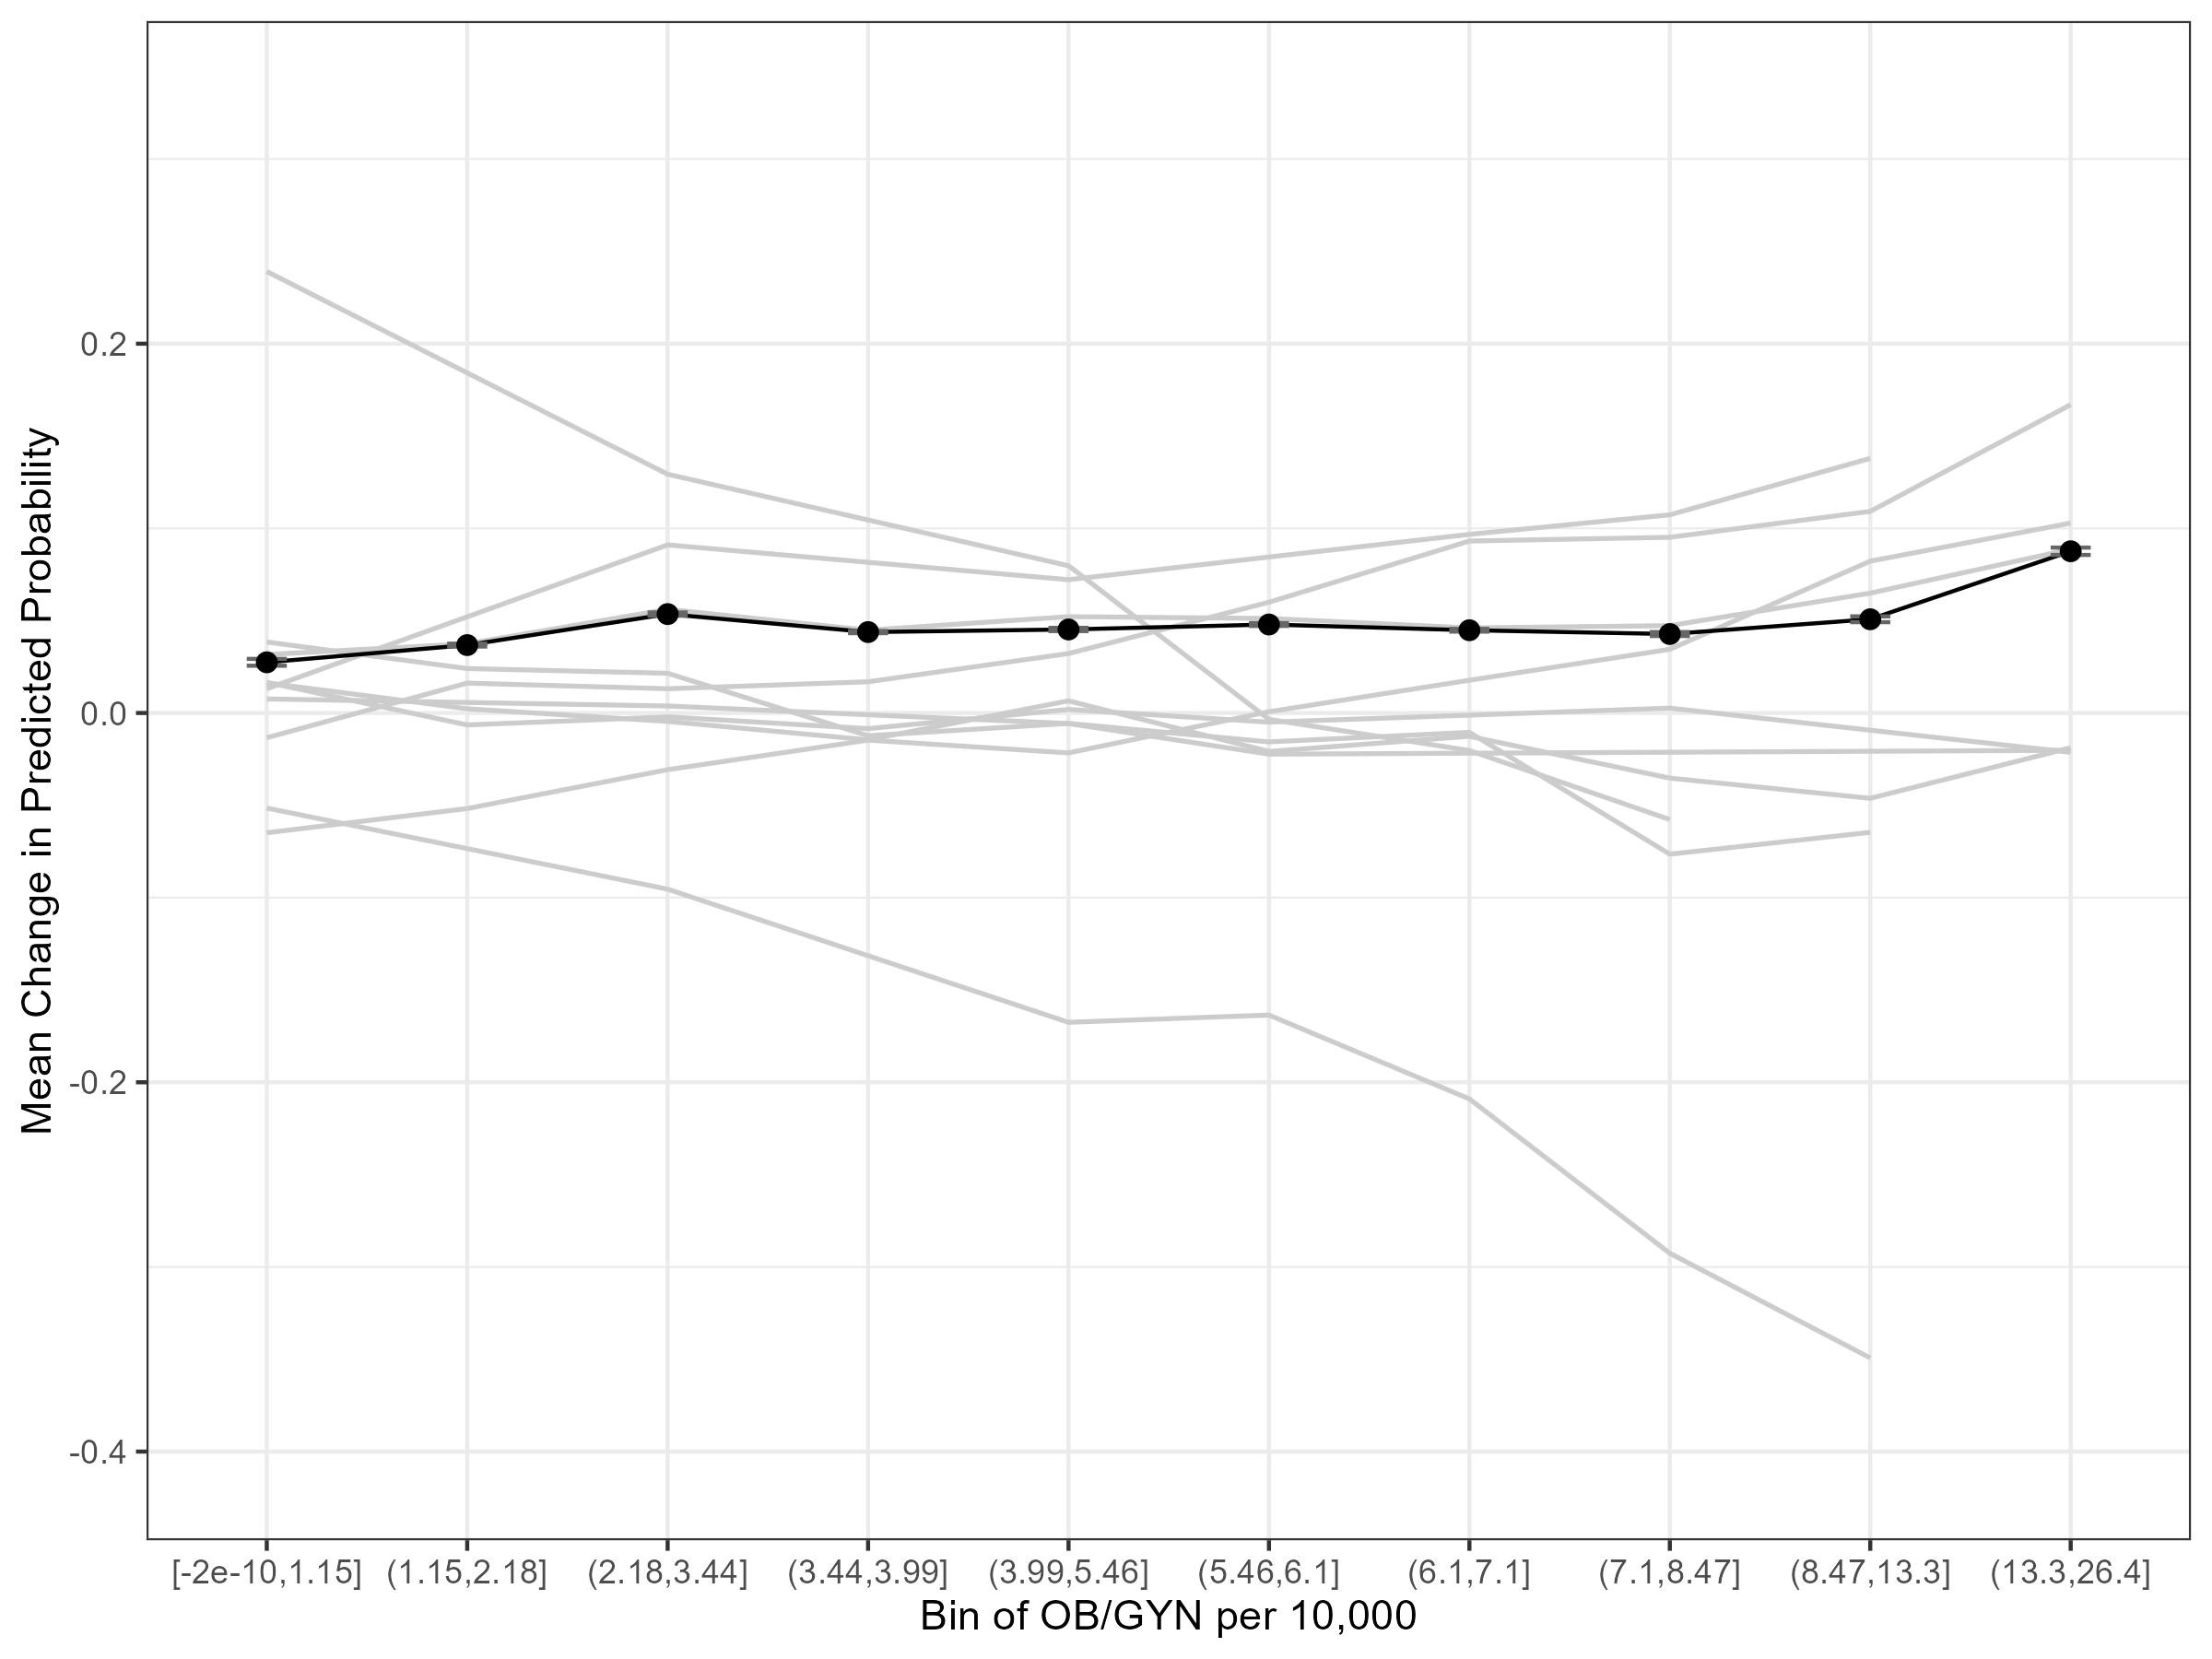 Mean Change in Predicted Probability
0.2
0.0
-0.2
-0.4
[-2e-10,1.15] (1.15,2.18] (2.18,3.44] (3.44,3.99] (3.99,5.46] (5.46,6.1] (6.1,7.1] (7.1,8.47] (8.47,13.3] (13.3,26.4]
Bin of OB/GYN per 10,000